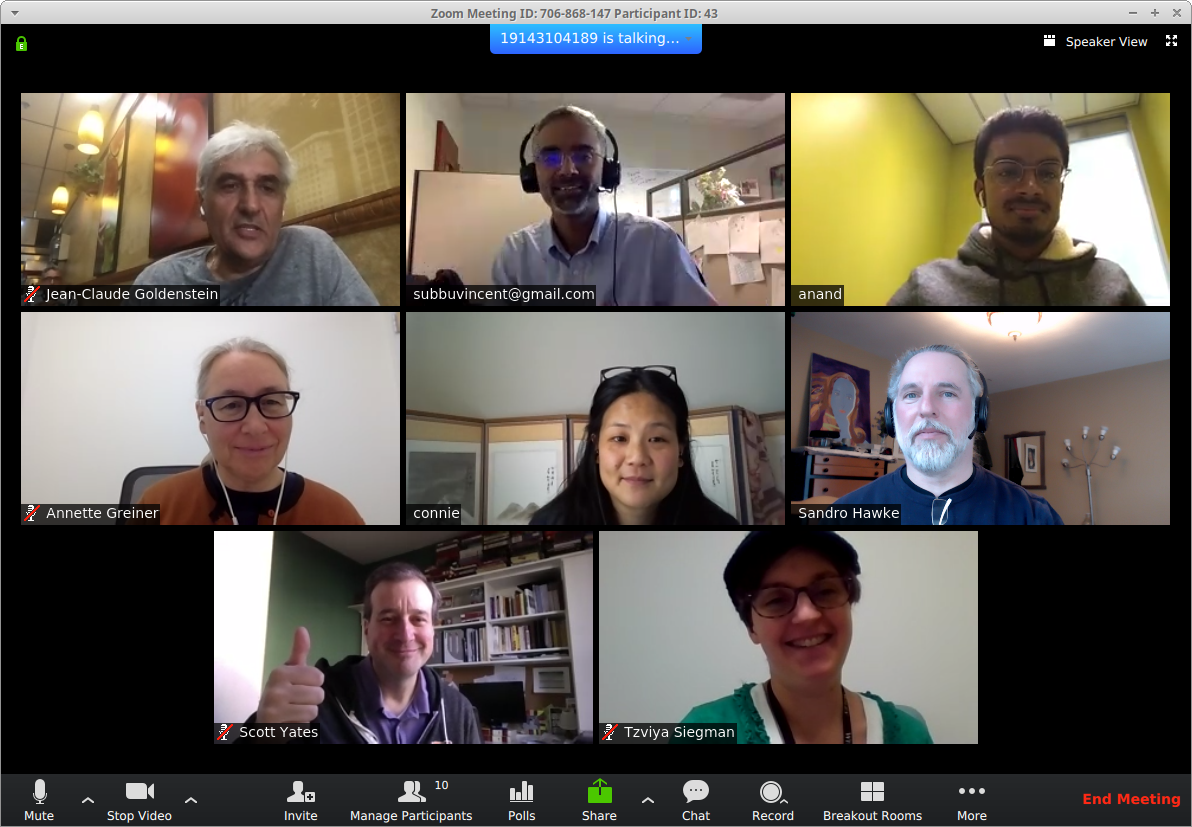 Zoom Meeting ID: 706-868-147 Participant ID: 43
19143104189 is talking...
Speaker View
Jean-Claude Goldenstein
subbuvincent@gmail.com
anand
Annette Greiner
connie
Sandro Hawke
Scott Yates
Tzviya Siegman
10
Mute
Stop Video
Invite
Manage Participants
Polls
Share
Chat
Record
Breakout Rooms
More
End Meeting